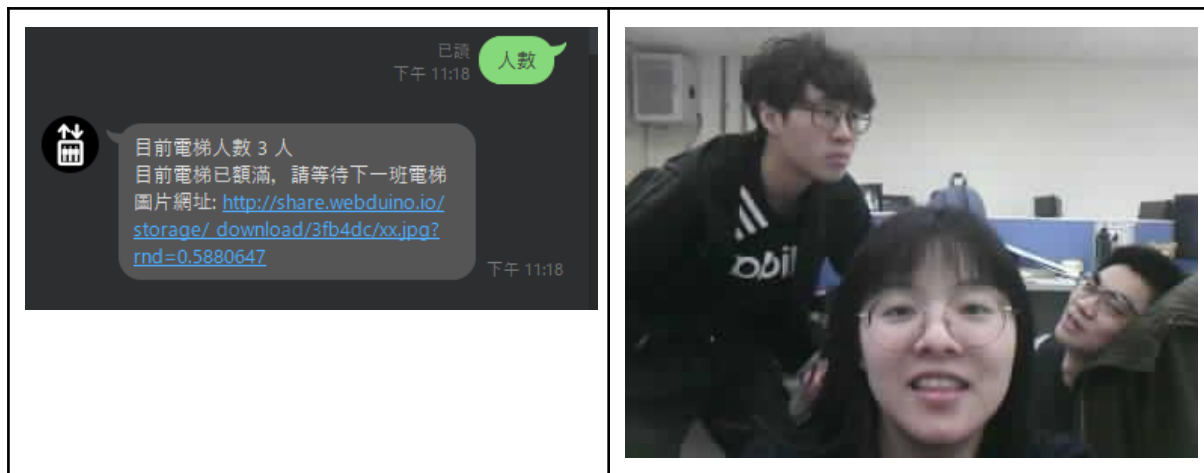 已讀
下午 11:18
人數
目前電梯人數 3 人
目前電梯已額滿，請等待下一班電梯
圖片網址: http://share.webduino.io/
storage/_download/3fb4dc/xx.jpg?
rnd=0.5880647
下午 11:18
obil